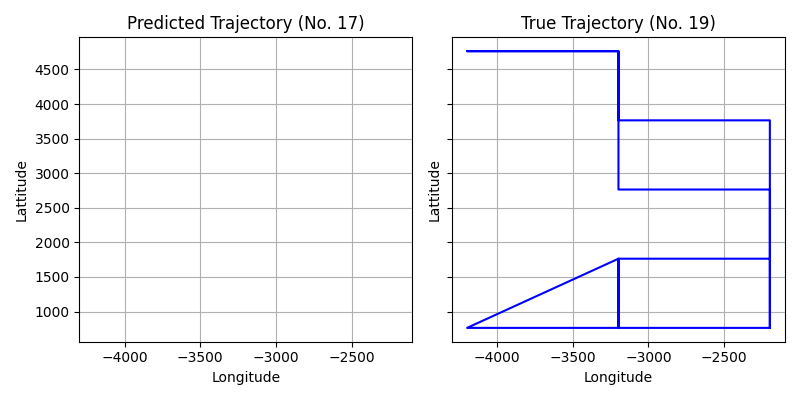 Predicted Trajectory (No. 17)
True Trajectory (No. 19)
Lattitude
4500
4000
3500
3000
2500
2000
1500
1000
−4000 −3500 −3000 −2500
Longitude
Lattitude
−4000 −3500 −3000 −2500
Longitude